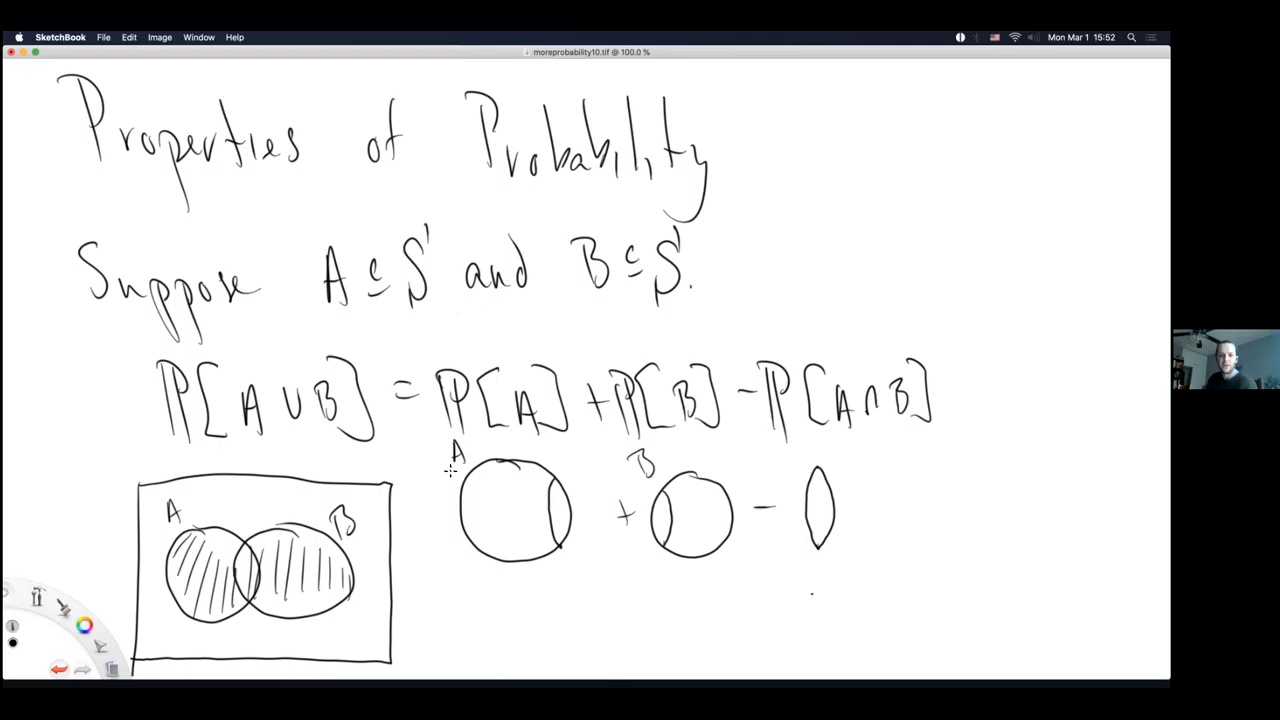 SketchBook File Edit Image Window Help Mon Mar 1 15:52
moreprobability10.tif @ 100.0 %
Properties of Probability
Suppose A ⊆ S and B ⊆ S.
ℙ[A ∪ B] = ℙ[A] + ℙ[B] - ℙ[A ∩ B]
A B
+ -
A B